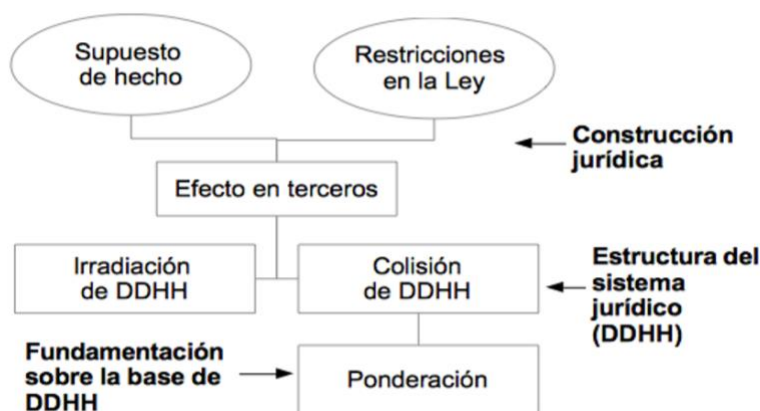 Supuesto
de hecho
Restricciones
en la Ley
Construcción
jurídica
Efecto en terceros
Irradiación
de DDHH
Colisión
de DDHH
Estructura del
sistema
jurídico
(DDHH)
Fundamentación
sobre la base de
DDHH
Ponderación